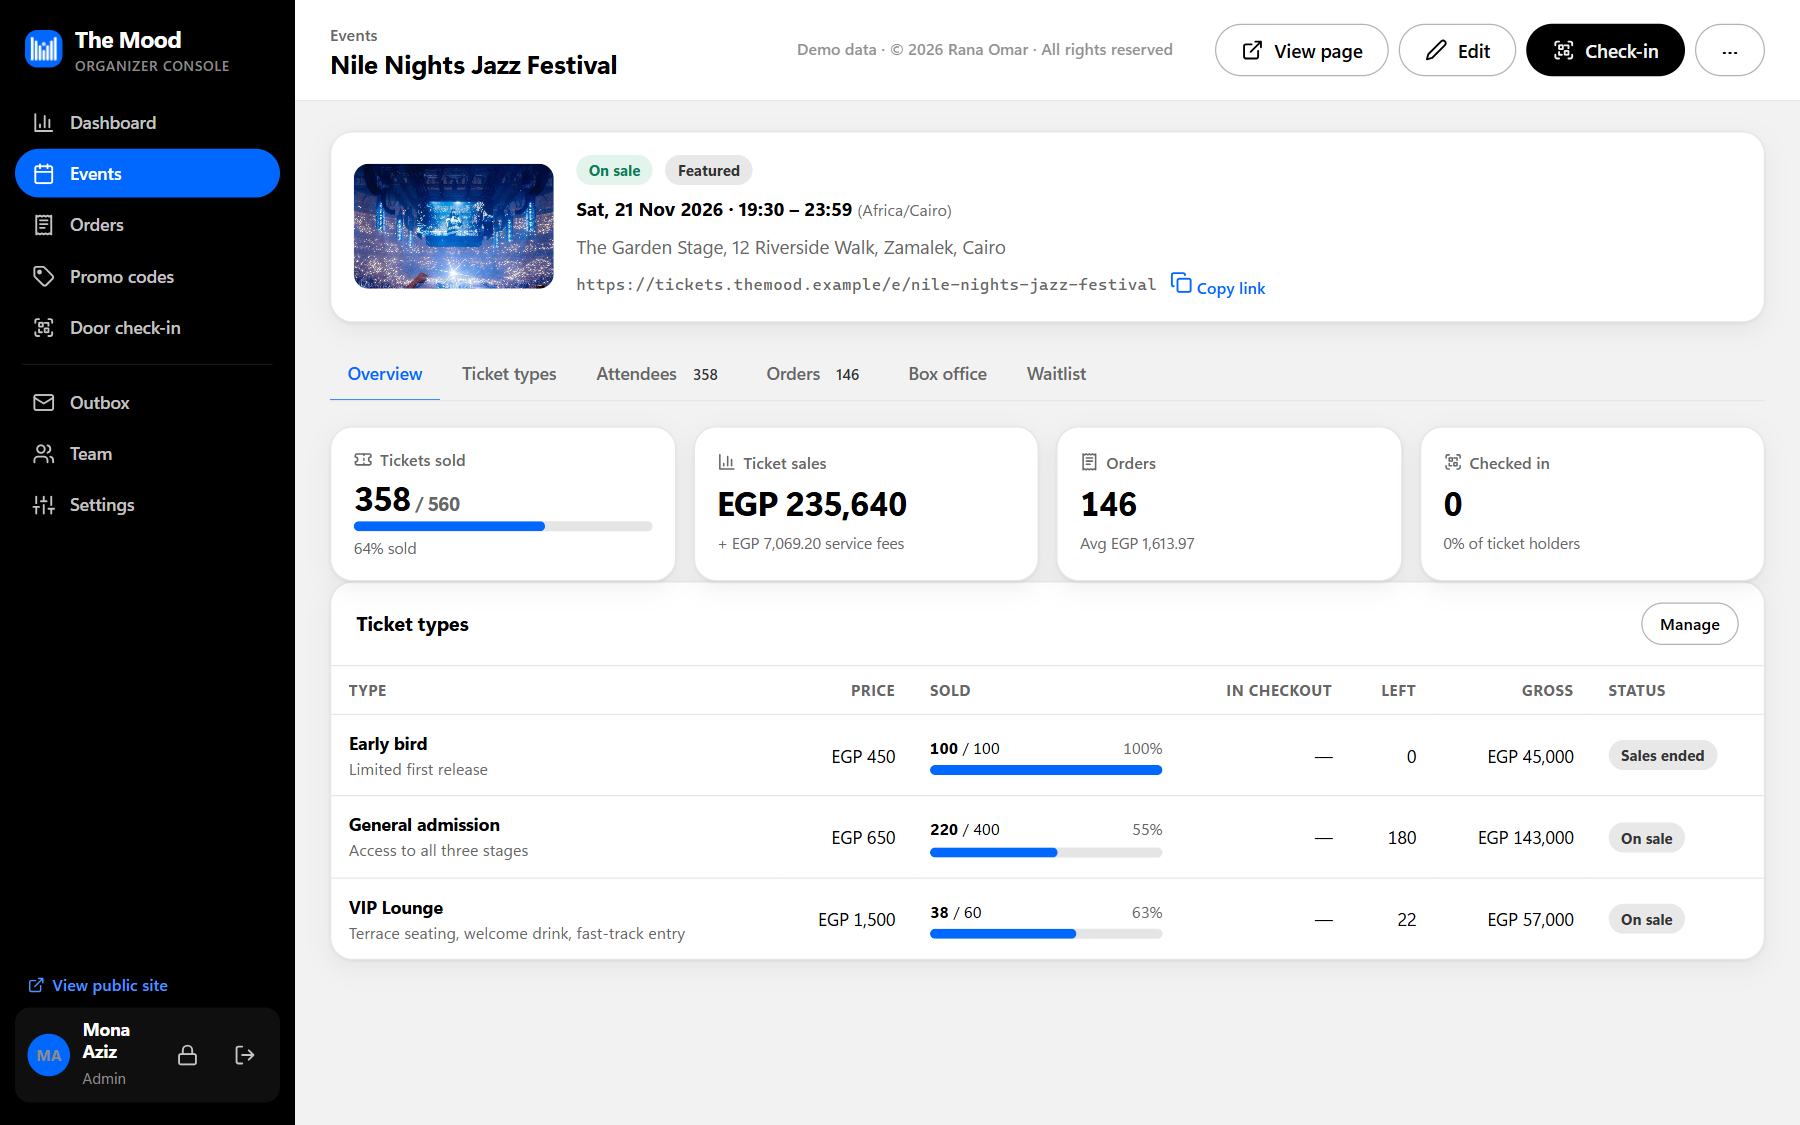 The Mood
ORGANIZER CONSOLE
Dashboard
Events
Orders
Promo codes
Door check-in
Outbox
Team
Settings
View public site
MA
Mona Aziz
Admin
Events
Nile Nights Jazz Festival
Demo data · © 2026 Rana Omar · All rights reserved
View page
Edit
Check-in
...
On sale
Featured
Sat, 21 Nov 2026 · 19:30 – 23:59 (Africa/Cairo)
The Garden Stage, 12 Riverside Walk, Zamalek, Cairo
https://tickets.themood.example/e/nile-nights-jazz-festival Copy link
Overview
Ticket types
Attendees 358
Orders 146
Box office
Waitlist
Tickets sold
358 / 560
64% sold
Ticket sales
EGP 235,640
+ EGP 7,069.20 service fees
Orders
146
Avg EGP 1,613.97
Checked in
0
0% of ticket holders
Ticket types
Manage
TYPE PRICE SOLD IN CHECKOUT LEFT GROSS STATUS
Early bird
Limited first release
EGP 450
100 / 100 100%
— 0 EGP 45,000 Sales ended
General admission
Access to all three stages
EGP 650
220 / 400 55%
— 180 EGP 143,000 On sale
VIP Lounge
Terrace seating, welcome drink, fast-track entry
EGP 1,500
38 / 60 63%
— 22 EGP 57,000 On sale